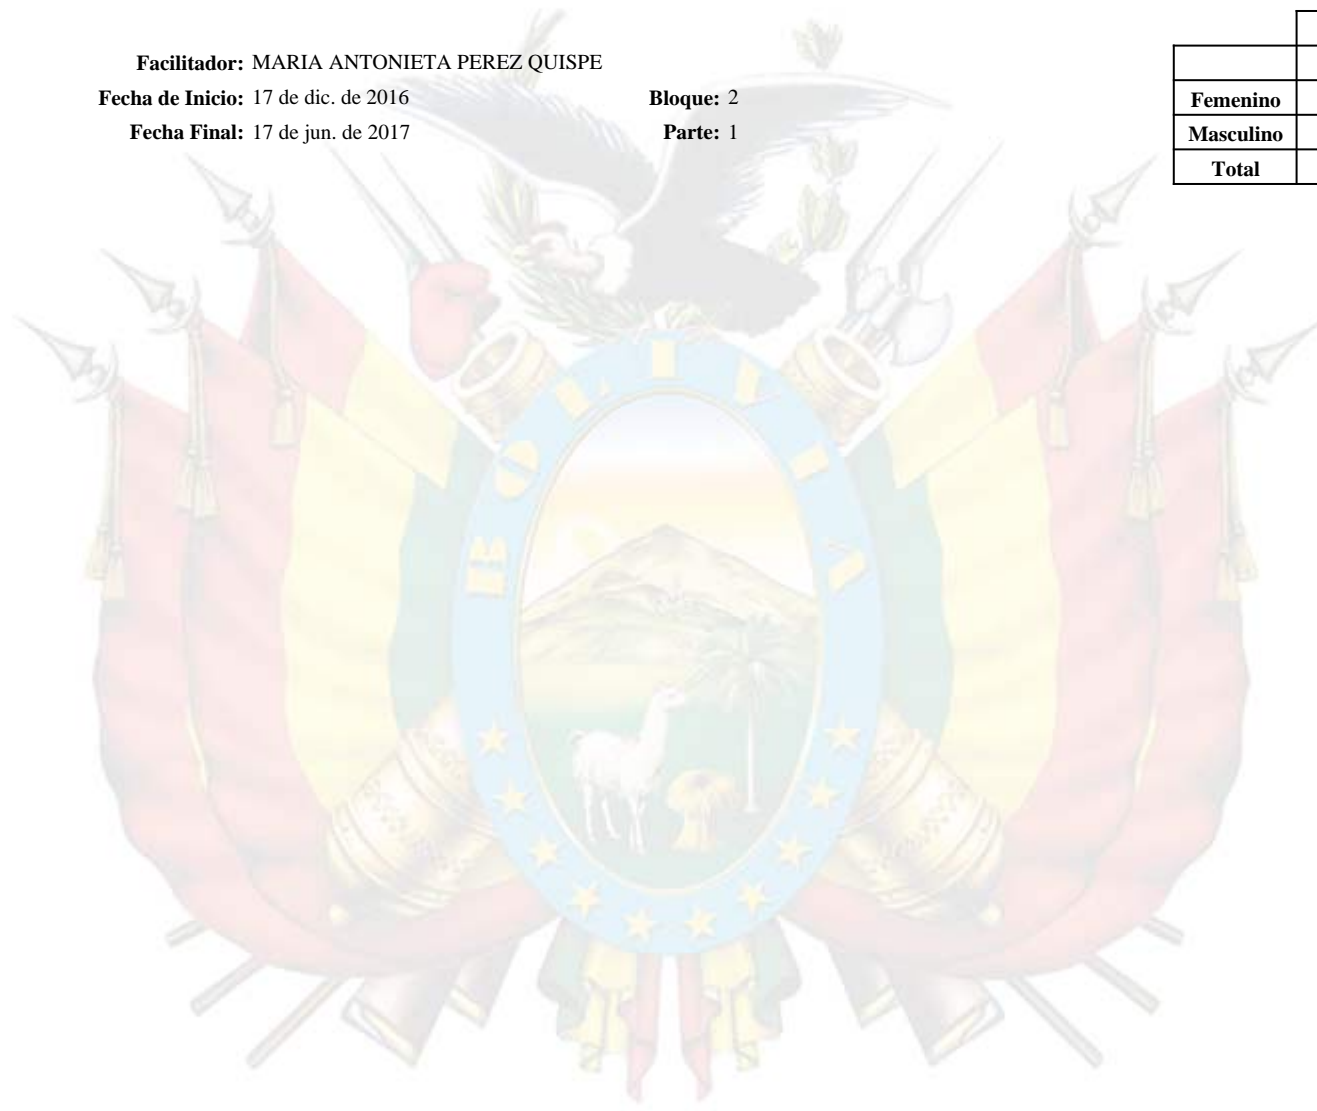 Facilitador: MARIA ANTONIETA PEREZ QUISPE
Fecha de Inicio: 17 de dic. de 2016 Bloque: 2
Fecha Final: 17 de jun. de 2017 Parte: 1
Femenino
Masculino
Total
BOLIVIA